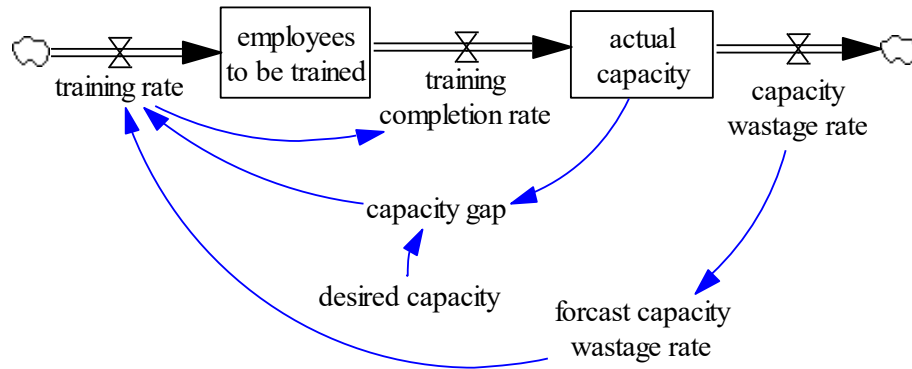 employees
to be trained
actual
capacity
training rate
training
completion rate
capacity
wastage rate
capacity gap
desired capacity
forcast capacity
wastage rate